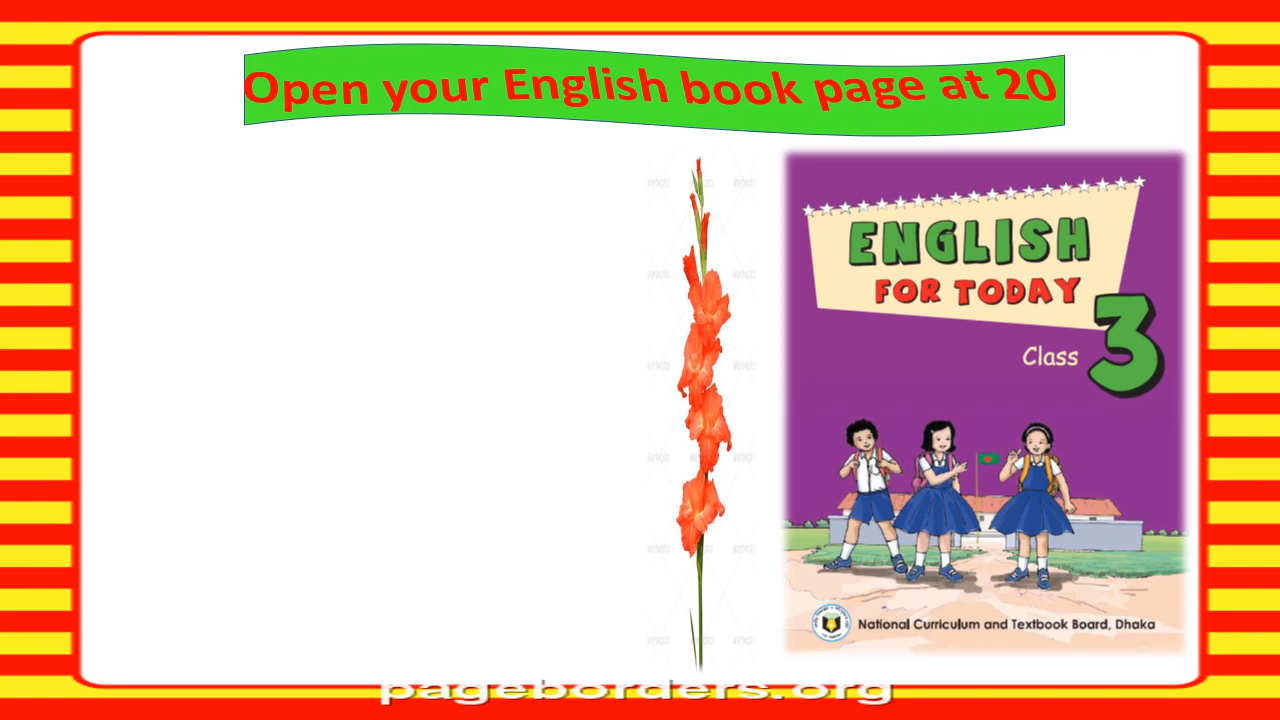 Open your English book page at 20
ENGLISH
FOR TODAY
Class 3
National Curriculum and Textbook Board, Dhaka
pageborders.org